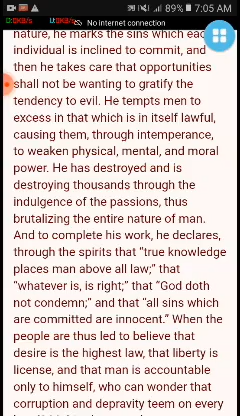 0KB/s U:0KB/s 89% 7:05 AM
No internet connection
nature, he marks the sins which each
individual is inclined to commit, and
then he takes care that opportunities
shall not be wanting to gratify the
tendency to evil. He tempts men to
excess in that which is in itself lawful,
causing them, through intemperance,
to weaken physical, mental, and moral
power. He has destroyed and is
destroying thousands through the
indulgence of the passions, thus
brutalizing the entire nature of man.
And to complete his work, he declares,
through the spirits that “true knowledge
places man above all law;” that
“whatever is, is right;” that “God doth
not condemn;” and that “all sins which
are committed are innocent.” When the
people are thus led to believe that
desire is the highest law, that liberty is
license, and that man is accountable
only to himself, who can wonder that
corruption and depravity teem on every